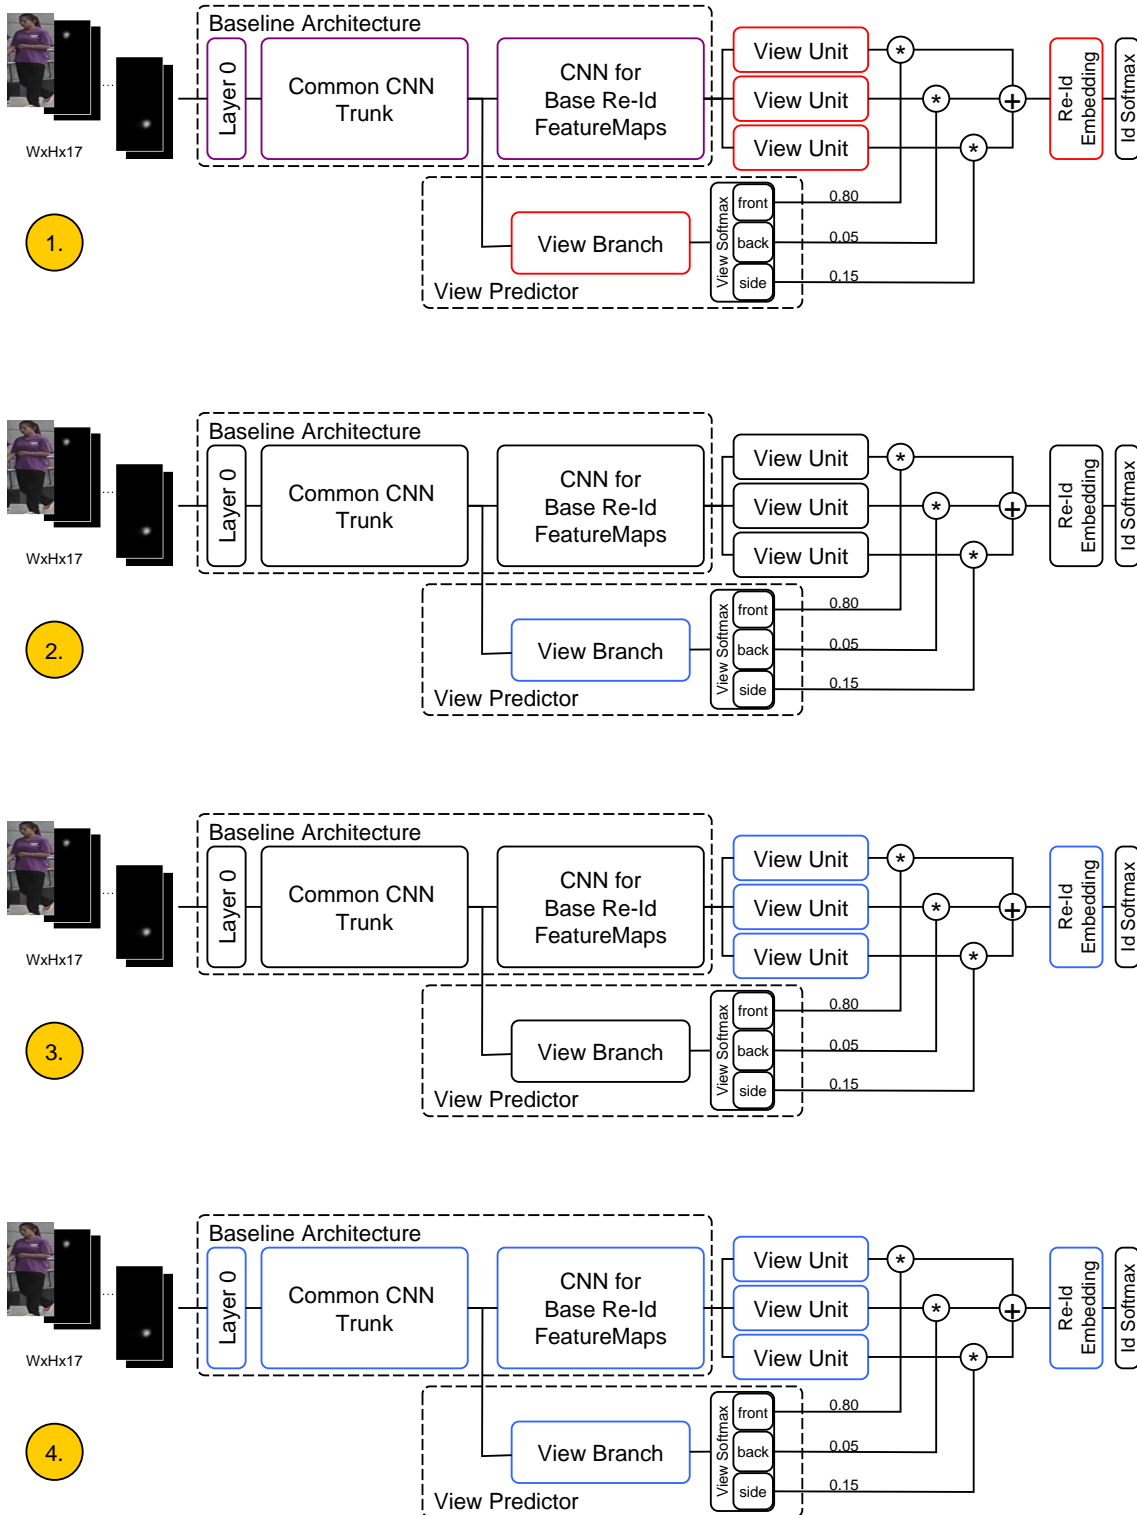 Baseline Architecture
Layer 0
Common CNN
Trunk
CNN for
Base Re-Id
FeatureMaps
View Unit
View Unit
View Unit
*
*
*
+
Re-Id
Embedding
Id Softmax
...
WxHx17
1.
View Branch
View Predictor
View Softmax
front
back
side
0.80
0.05
0.15
Baseline Architecture
Layer 0
Common CNN
Trunk
CNN for
Base Re-Id
FeatureMaps
View Unit
View Unit
View Unit
*
*
*
+
Re-Id
Embedding
Id Softmax
...
WxHx17
2.
View Branch
View Predictor
View Softmax
front
back
side
0.80
0.05
0.15
Baseline Architecture
Layer 0
Common CNN
Trunk
CNN for
Base Re-Id
FeatureMaps
View Unit
View Unit
View Unit
*
*
*
+
Re-Id
Embedding
Id Softmax
...
WxHx17
3.
View Branch
View Predictor
View Softmax
front
back
side
0.80
0.05
0.15
Baseline Architecture
Layer 0
Common CNN
Trunk
CNN for
Base Re-Id
FeatureMaps
View Unit
View Unit
View Unit
*
*
*
+
Re-Id
Embedding
Id Softmax
...
WxHx17
4.
View Branch
View Predictor
View Softmax
front
back
side
0.80
0.05
0.15